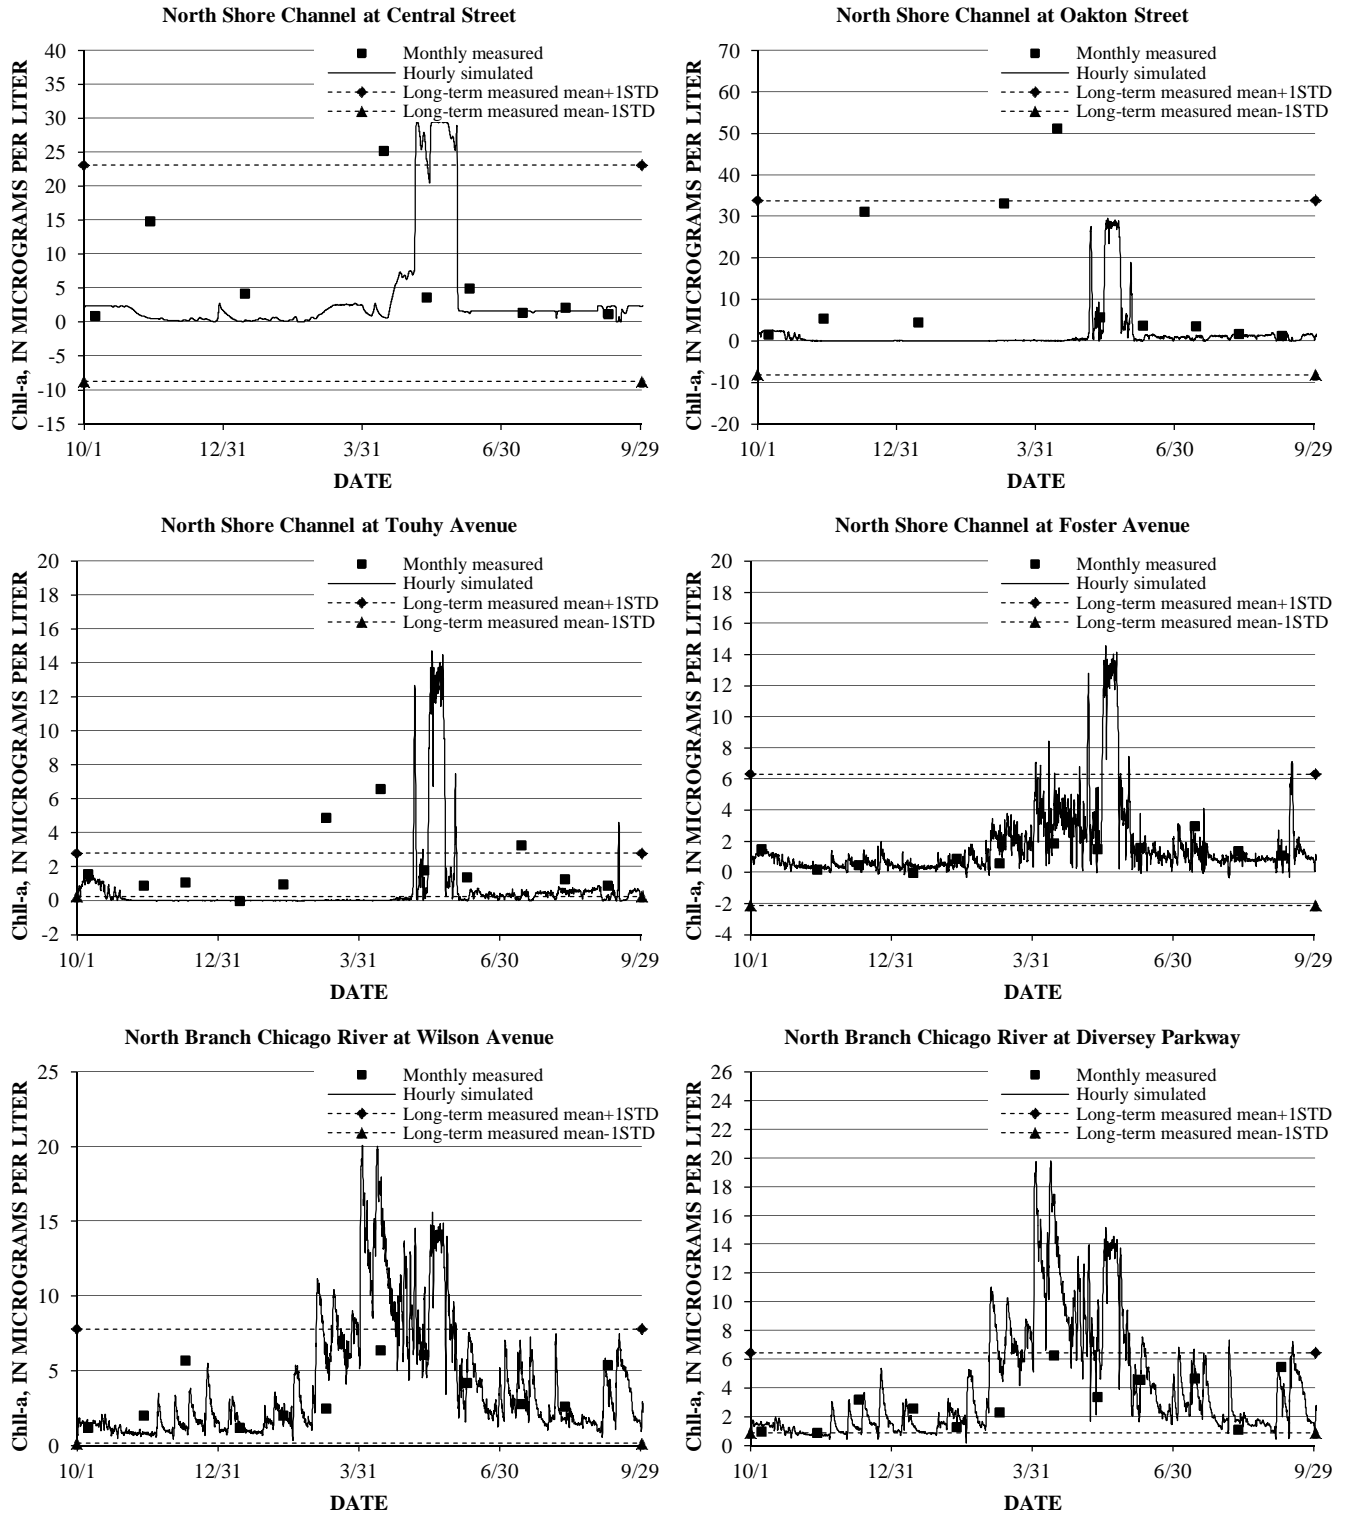 North Shore Channel at Central Street
Chll-a, IN MICROGRAMS PER LITER
40
35
30
25
20
15
10
5
0
-5
-10
-15
Monthly measured
Hourly simulated
Long-term measured mean+1STD
Long-term measured mean-1STD
10/1 12/31 3/31 6/30 9/29
DATE
North Shore Channel at Oakton Street
Chll-a, IN MICROGRAMS PER LITER
70
60
50
40
30
20
10
0
-10
-20
Monthly measured
Hourly simulated
Long-term measured mean+1STD
Long-term measured mean-1STD
10/1 12/31 3/31 6/30 9/29
DATE
North Shore Channel at Touhy Avenue
Chll-a, IN MICROGRAMS PER LITER
20
18
16
14
12
10
8
6
4
2
0
-2
Monthly measured
Hourly simulated
Long-term measured mean+1STD
Long-term measured mean-1STD
10/1 12/31 3/31 6/30 9/29
DATE
North Shore Channel at Foster Avenue
Chll-a, IN MICROGRAMS PER LITER
20
18
16
14
12
10
8
6
4
2
0
-2
-4
Monthly measured
Hourly simulated
Long-term measured mean+1STD
Long-term measured mean-1STD
10/1 12/31 3/31 6/30 9/29
DATE
North Branch Chicago River at Wilson Avenue
Chll-a, IN MICROGRAMS PER LITER
25
20
15
10
5
0
Monthly measured
Hourly simulated
Long-term measured mean+1STD
Long-term measured mean-1STD
10/1 12/31 3/31 6/30 9/29
DATE
North Branch Chicago River at Diversey Parkway
Chll-a, IN MICROGRAMS PER LITER
26
24
22
20
18
16
14
12
10
8
6
4
2
0
Monthly measured
Hourly simulated
Long-term measured mean+1STD
Long-term measured mean-1STD
10/1 12/31 3/31 6/30 9/29
DATE